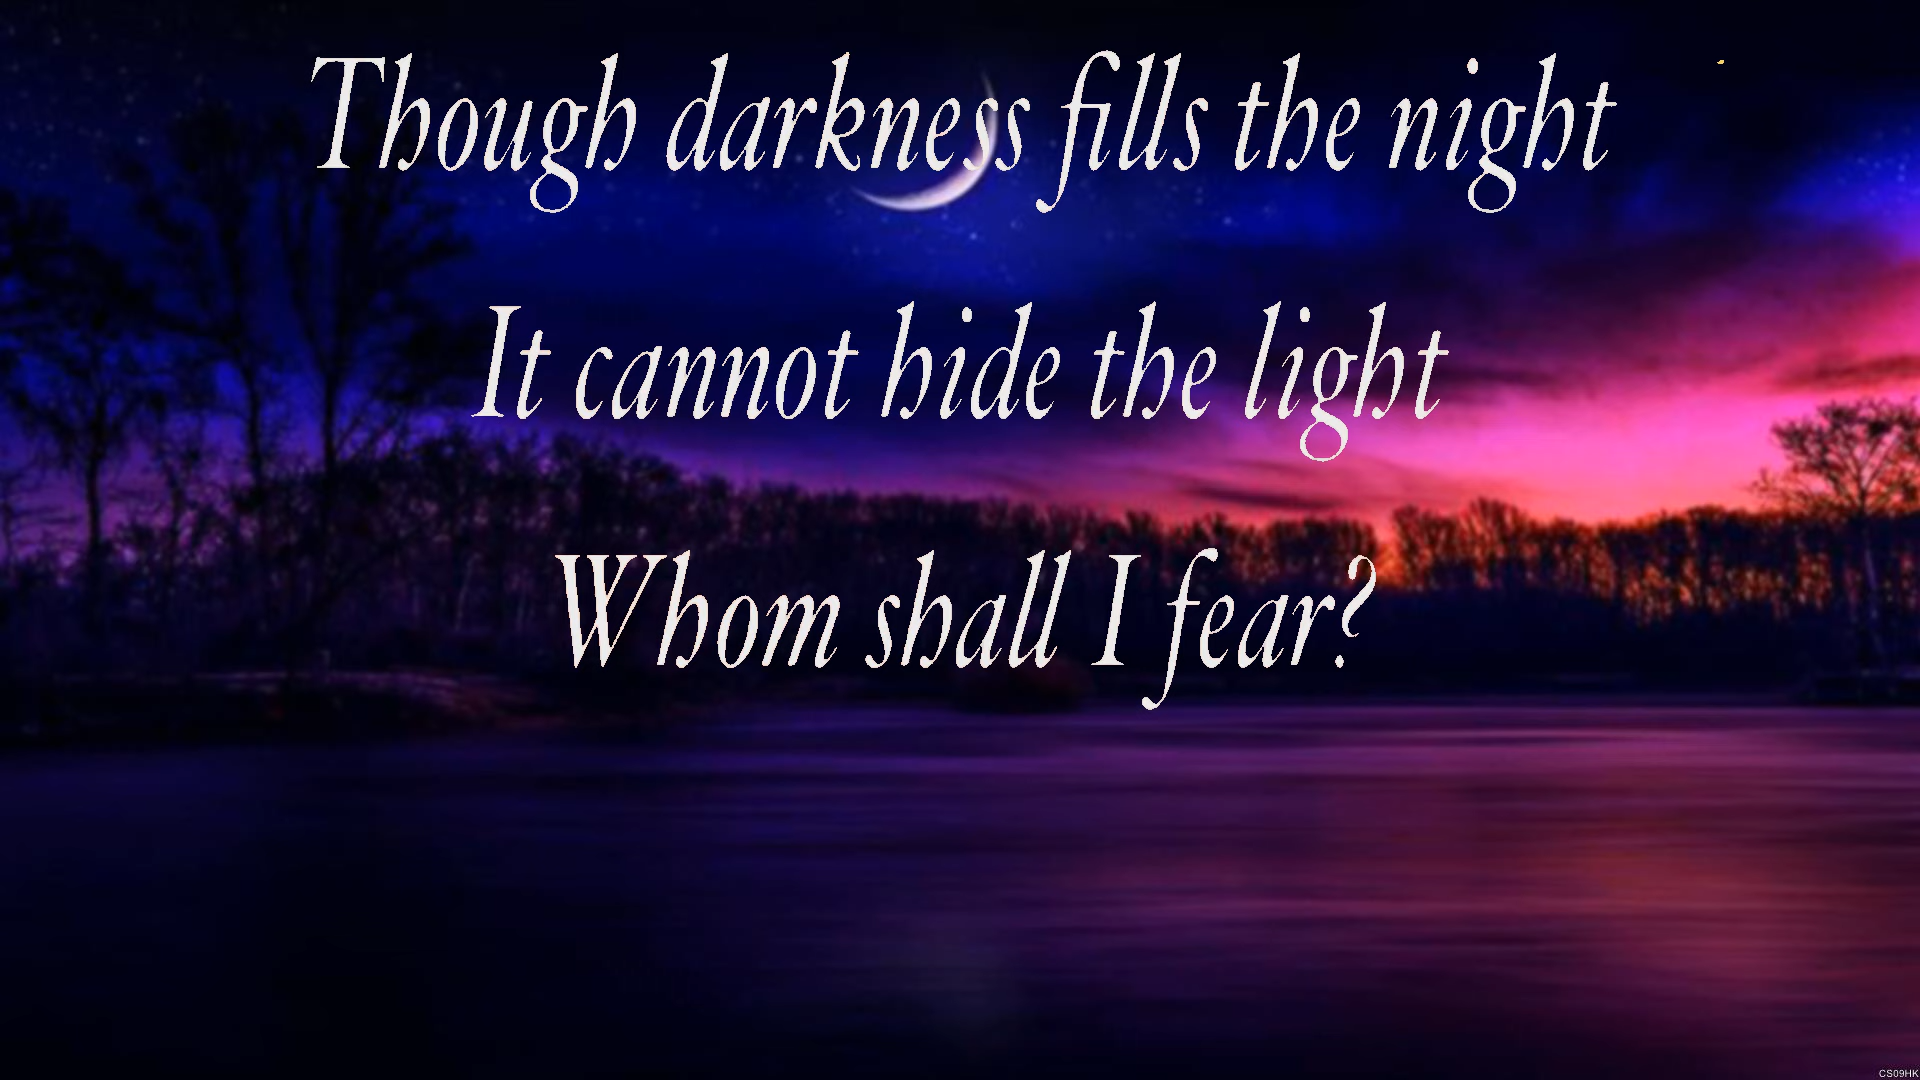 Though darkness fills the night
It cannot hide the light
Whom shall I fear?
CS09HK